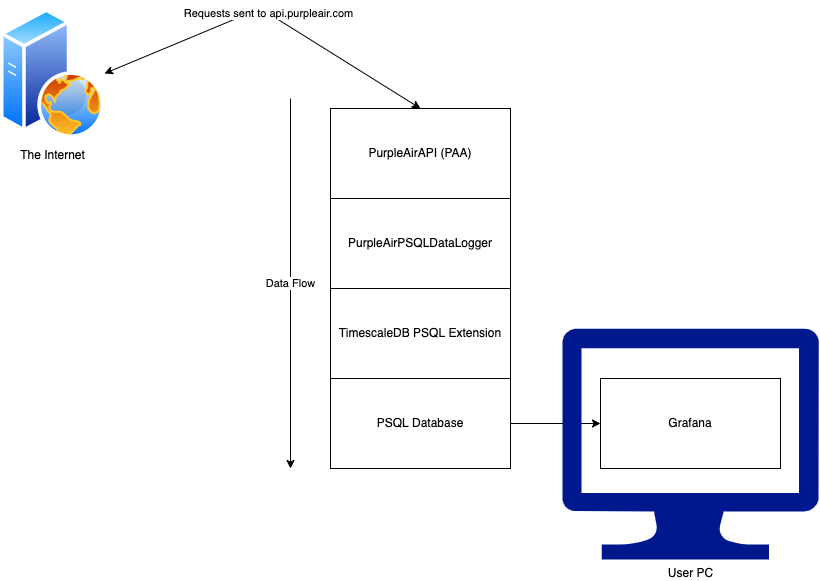 Requests sent to api.purpleair.com
The Internet
PurpleAirAPI (PAA)
PurpleAirPSQLDataLogger
Data Flow
TimescaleDB PSQL Extension
PSQL Database
Grafana
User PC